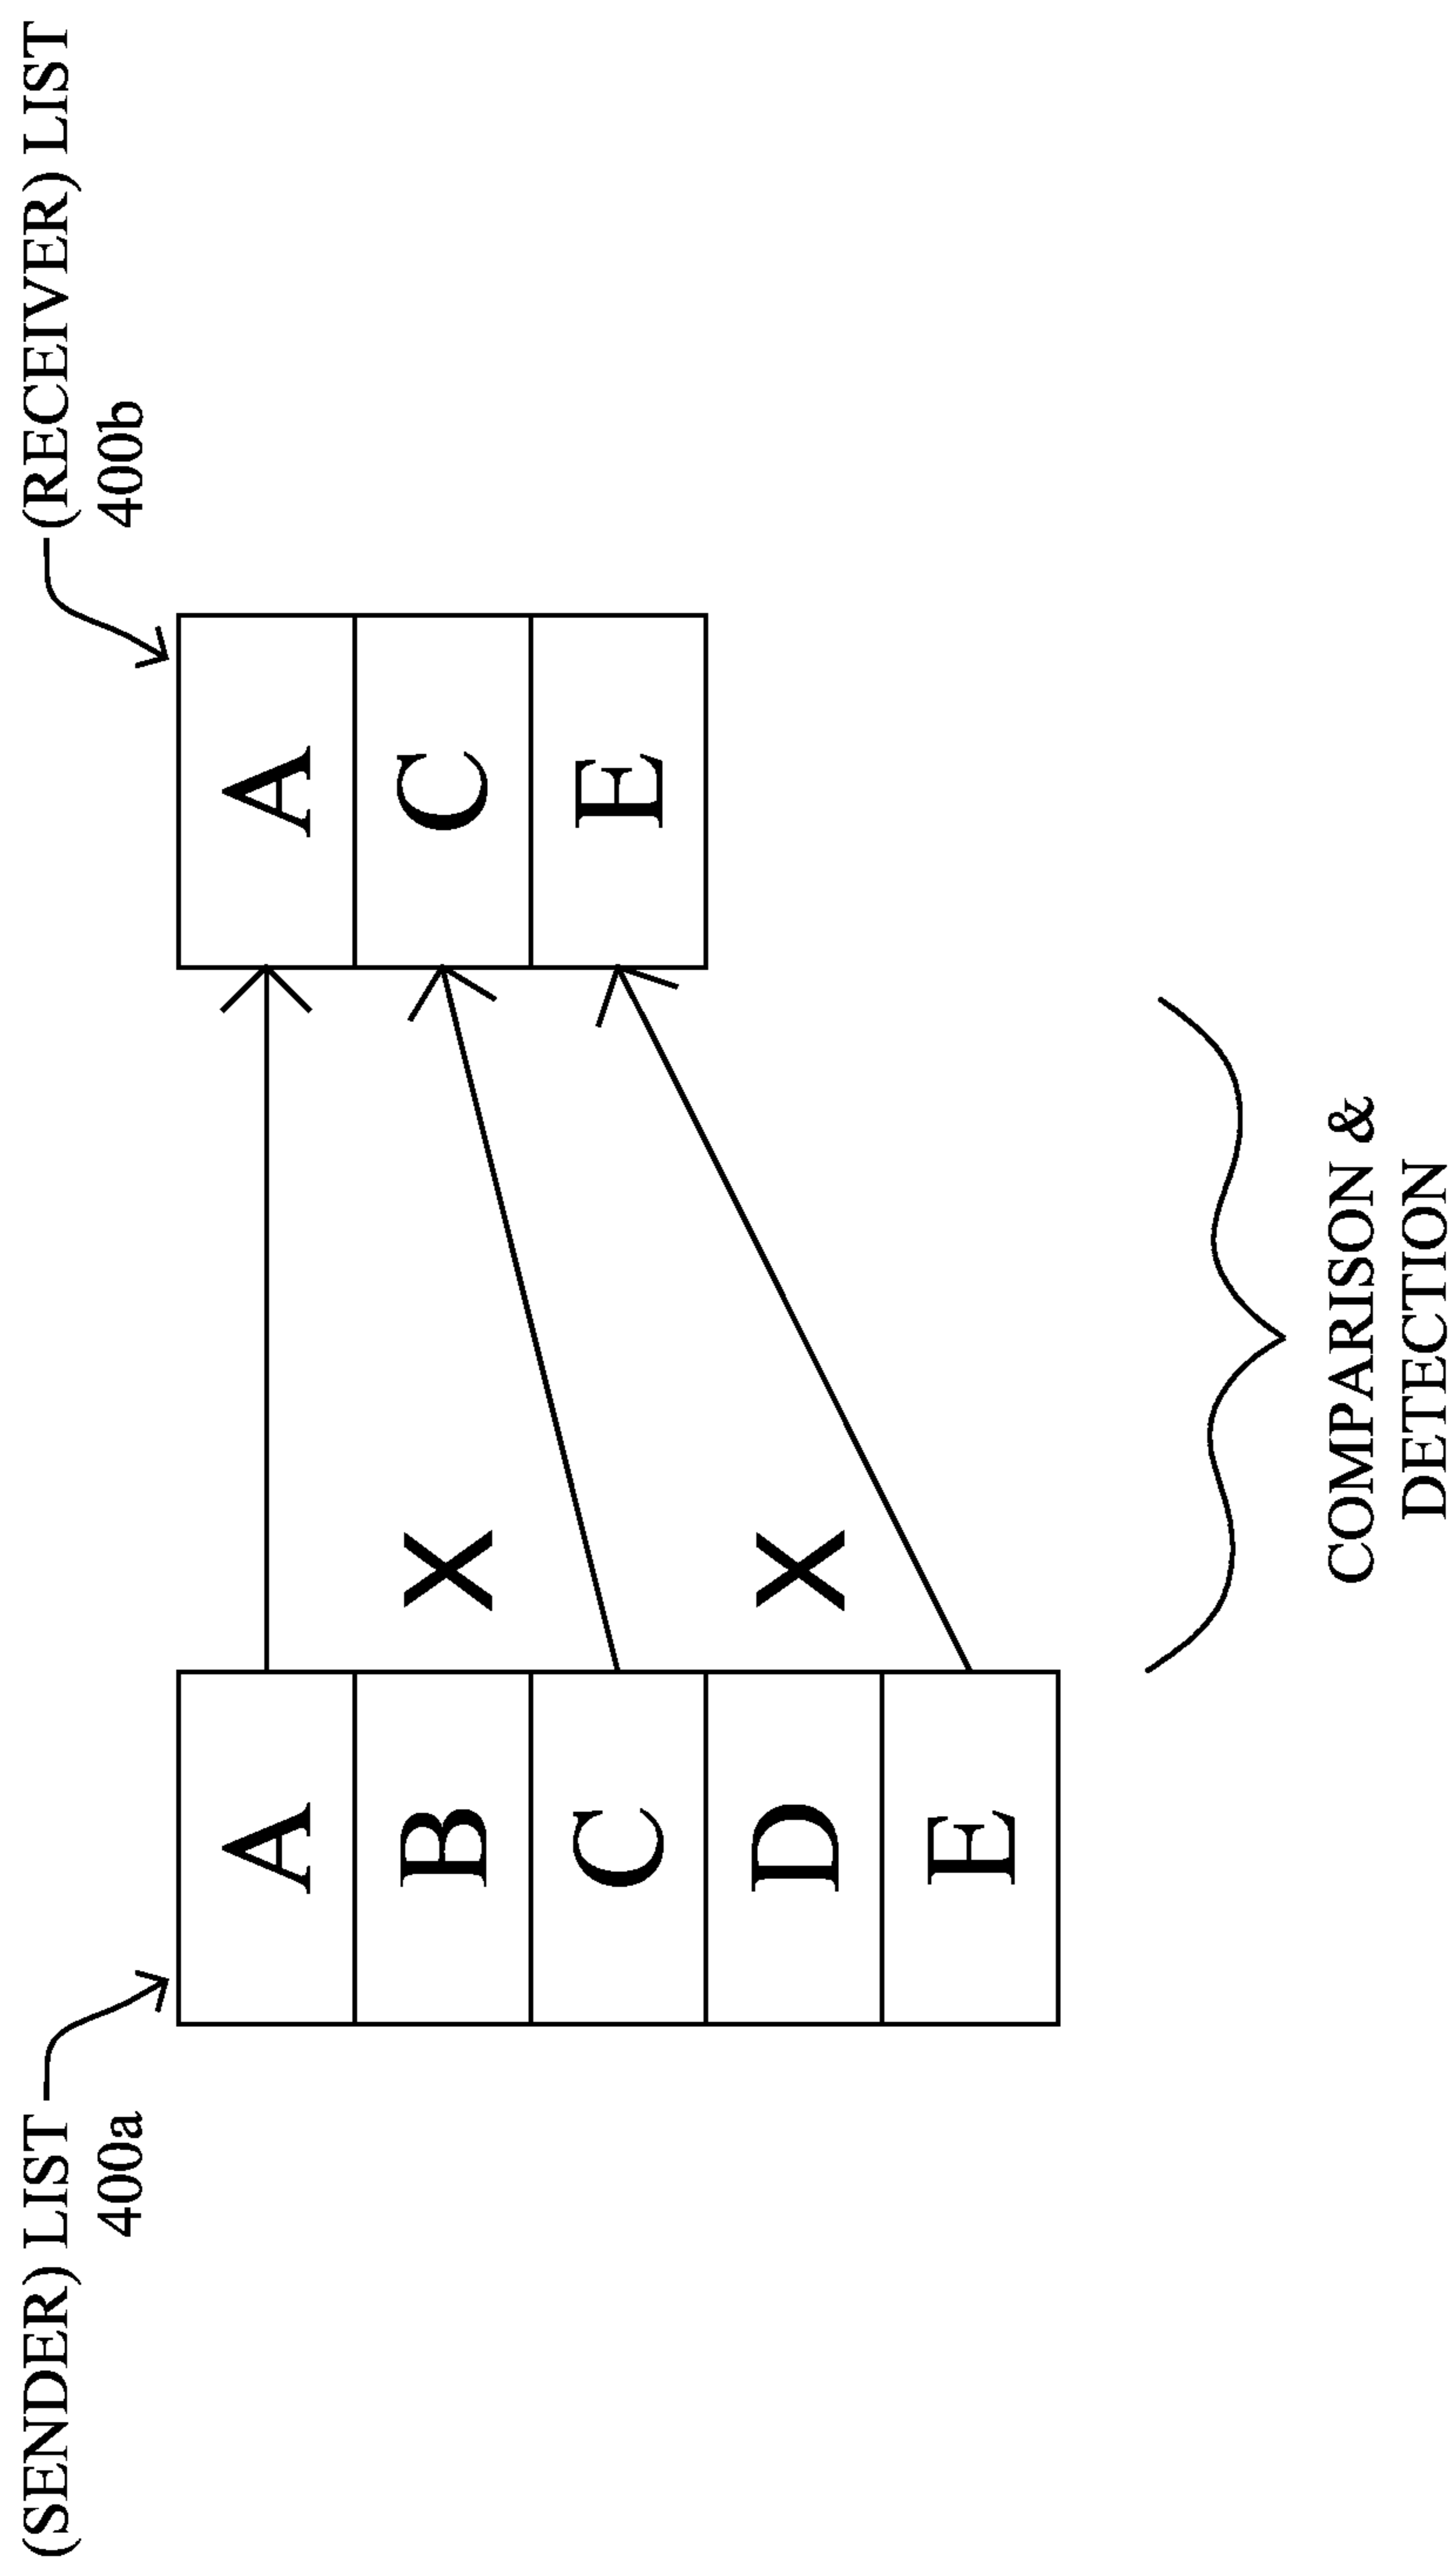 (SENDER) LIST
400a
(RECEIVER) LIST
400b
A
B
C
D
E
X
X
A
C
E
COMPARISON &
DETECTION